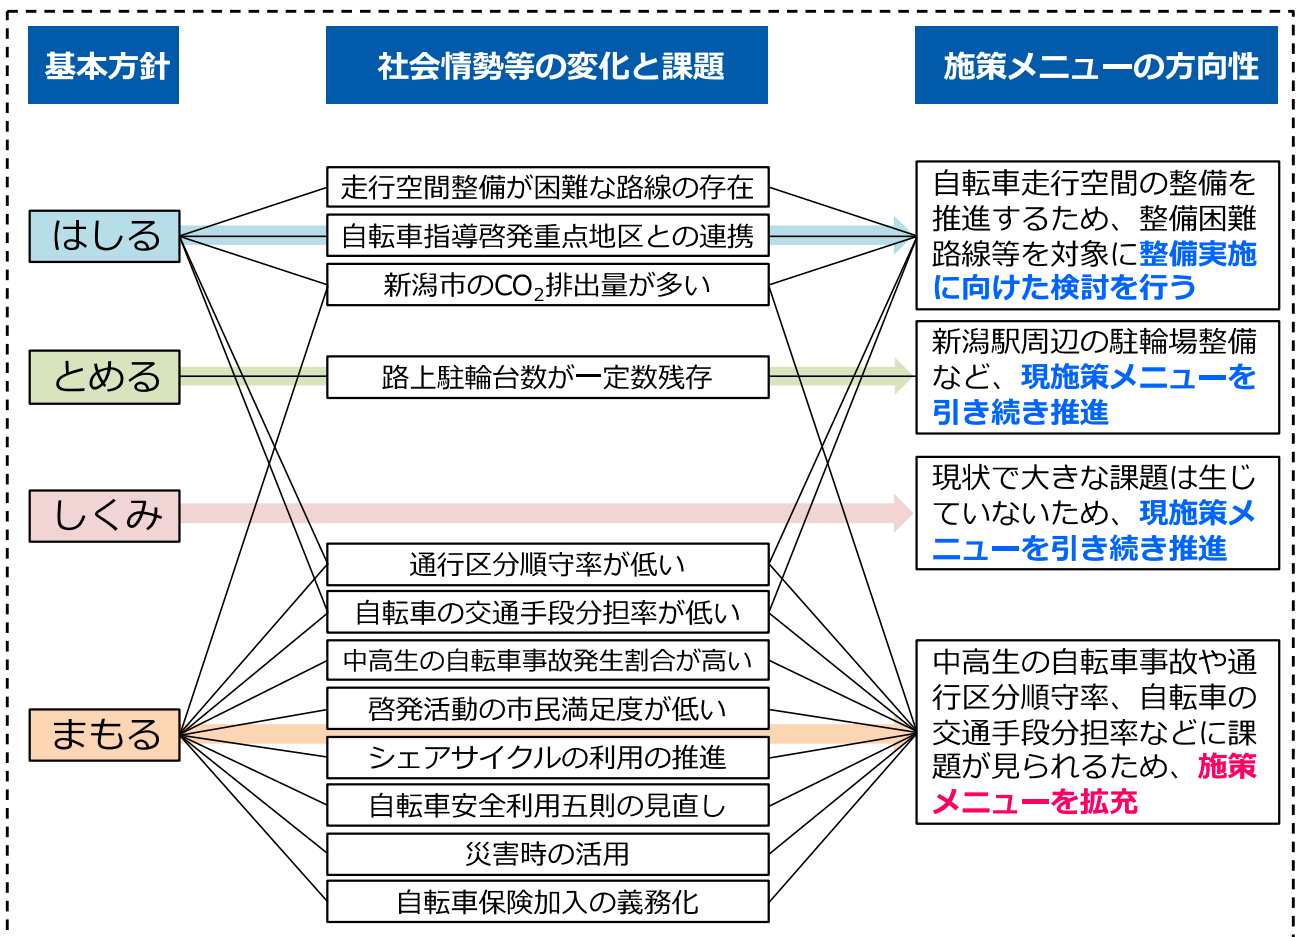 基本方針
社会情勢等の変化と課題
施策メニューの方向性
はしる
走行空間整備が困難な路線の存在
自転車指導啓発重点地区との連携
新潟市のCO₂排出量が多い
自転車走行空間の整備を
推進するため、整備困難
路線等を対象に整備実施
に向けた検討を行う
とめる
路上駐輪台数が一定数残存
新潟駅周辺の駐輪場整備
など、現施策メニューを
引き続き推進
しくみ
現状で大きな課題は生じ
ていないため、現施策メ
ニューを引き続き推進
まもる
通行区分順守率が低い
自転車の交通手段分担率が低い
中高生の自転車事故発生割合が高い
啓発活動の市民満足度が低い
シェアサイクルの利用の推進
自転車安全利用五則の見直し
災害時の活用
自転車保険加入の義務化
中高生の自転車事故や通
行区分順守率、自転車の
交通手段分担率などに課
題が見られるため、施策
メニューを拡充